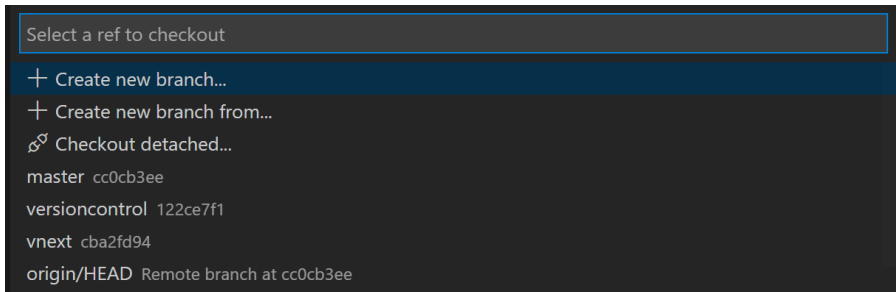 Select a ref to checkout
+ Create new branch...
+ Create new branch from...
Checkout detached...
master cc0cb3ee
versioncontrol 122ce7f1
vnext cba2fd94
origin/HEAD Remote branch at cc0cb3ee